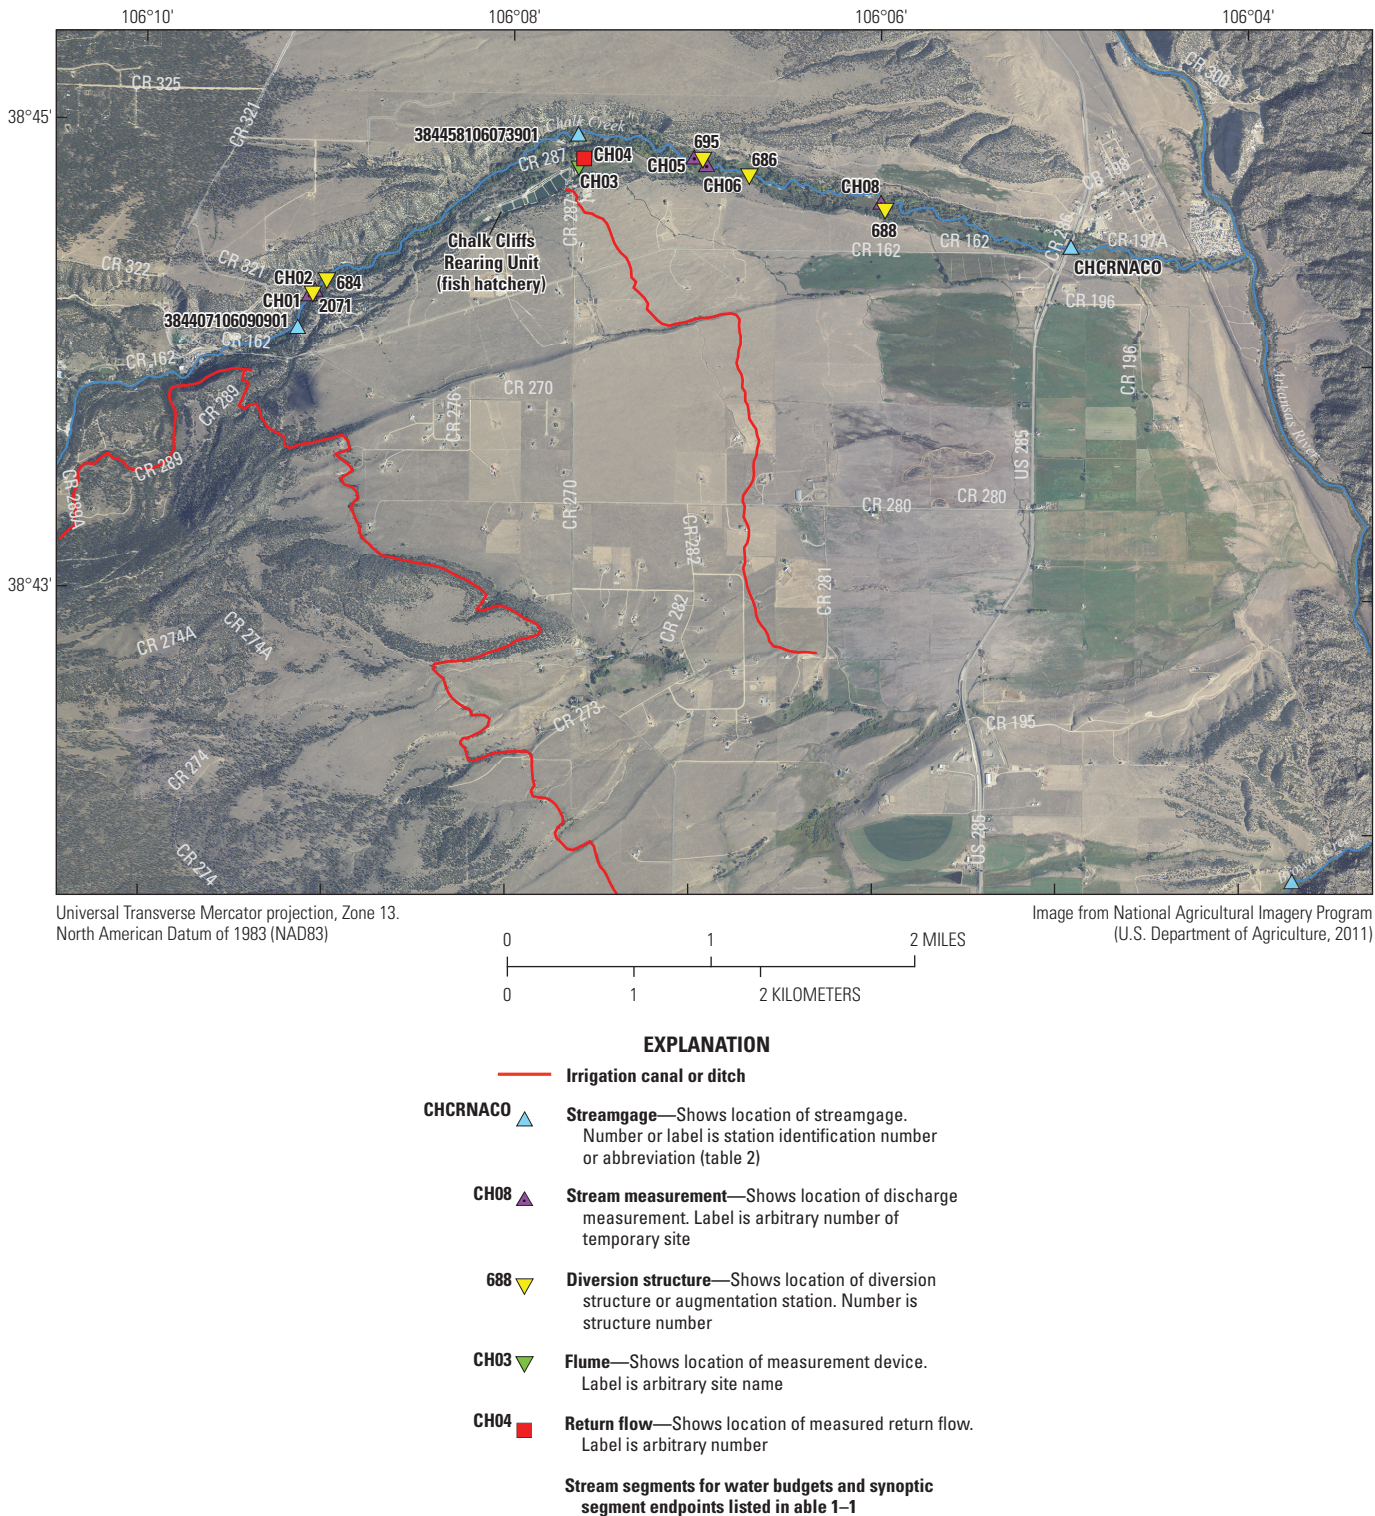 106°10'
106°08'
106°06'
106°04'
38°45'
38°43'
CR 325
CR 321
CR 300
384458106073901
Chalk Creek
CR 287
CH04
CH03
695
CH05
CH06
686
CH08
688
CR 198
CR 286
CR 197A
CHCRNACO
CR 162
CR 162
CR 196
CR 196
CR 287
Chalk Cliffs
Rearing Unit
(fish hatchery)
CR 322
CR 321
CH02
684
CH01
2071
384407106090901
CR 162
CR 162
CR 289
CR 289
CR 289A
CR 270
CR 276
CR 270
CR 282
CR 282
CR 280
CR 280
CR 281
US 285
Arkansas River
CR 274A
CR 274A
CR 273
CR 195
CR 274
CR 274
US 285
Universal Transverse Mercator projection, Zone 13.
North American Datum of 1983 (NAD83)
Image from National Agricultural Imagery Program
(U.S. Department of Agriculture, 2011)
0 1 2 MILES
0 1 2 KILOMETERS
EXPLANATION
Irrigation canal or ditch
CHCRNACO
Streamgage—Shows location of streamgage.
Number or label is station identification number
or abbreviation (table 2)
CH08
Stream measurement—Shows location of discharge
measurement. Label is arbitrary number of
temporary site
688
Diversion structure—Shows location of diversion
structure or augmentation station. Number is
structure number
CH03
Flume—Shows location of measurement device.
Label is arbitrary site name
CH04
Return flow—Shows location of measured return flow.
Label is arbitrary number
Stream segments for water budgets and synoptic
segment endpoints listed in able 1–1